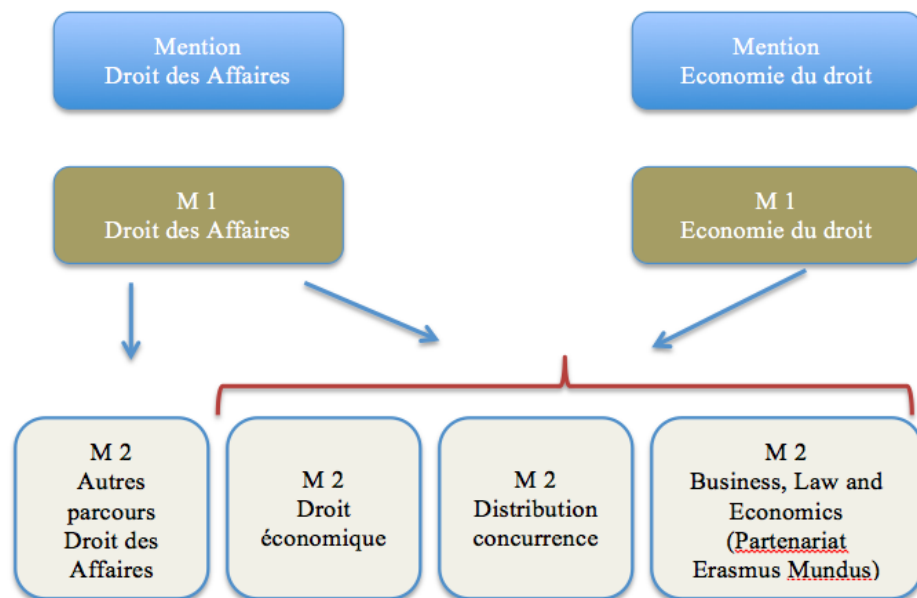 Mention
Droit des Affaires
Mention
Economie du droit
M 1
Droit des Affaires
M 1
Economie du droit
M 2
Autres
parcours
Droit des
Affaires
M 2
Droit
économique
M 2
Distribution
concurrence
M 2
Business, Law and
Economics
(Partenariat
Erasmus Mundus)